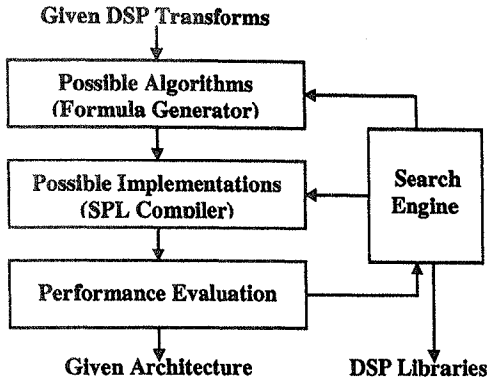 Given DSP Transforms
Possible Algorithms
(Formula Generator)
Possible Implementations
(SPL Compiler)
Search
Engine
Performance Evaluation
Given Architecture
DSP Libraries